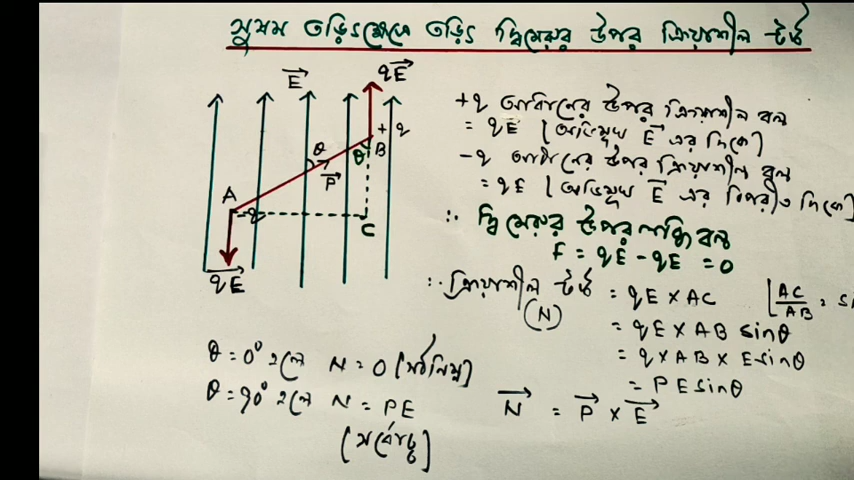 সুষম তড়িৎক্ষেত্রে তড়িৎ দ্বিমেরুর উপর ক্রিয়াশীল টর্ক
E
qE
θ
P
θ
+q
B
A
-q
C
qE
+q আধানের উপর ক্রিয়াশীল বল
= qE [অভিমুখ E এর দিকে]
-q আধানের উপর ক্রিয়াশীল বল
= qE [অভিমুখ E এর বিপরীত দিকে]
∴ দ্বিমেরুর উপর লব্ধি বল
F = qE - qE = 0
∴ ক্রিয়াশীল টর্ক = qE × AC [AC/AB =
(N)
= qE × AB sinθ
= q × AB × E sinθ
= PE sinθ
θ = 0° হলে N = 0 [সর্বনিম্ন]
θ = 90° হলে N = PE
[সর্বোচ্চ]
N = P × E